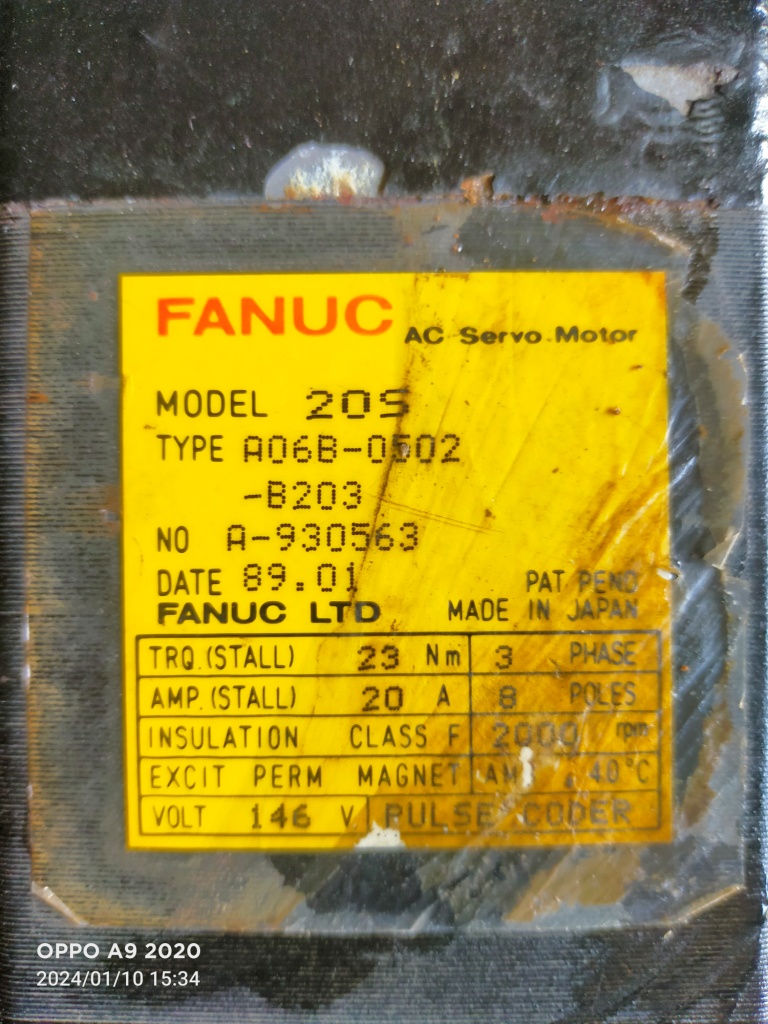 FANUC AC Servo Motor
MODEL 20S
TYPE A06B-0502
-B203
NO A-930563
DATE 89.01 PAT PEND
FANUC LTD MADE IN JAPAN
TRQ.(STALL) 23 Nm 3 PHASE
AMP.(STALL) 20 A 8 POLES
INSULATION CLASS F 2000 rpm
EXCIT PERM MAGNET 40°C
VOLT 146 V PULSE CODER
OPPO A9 2020
2024/01/10 15:34